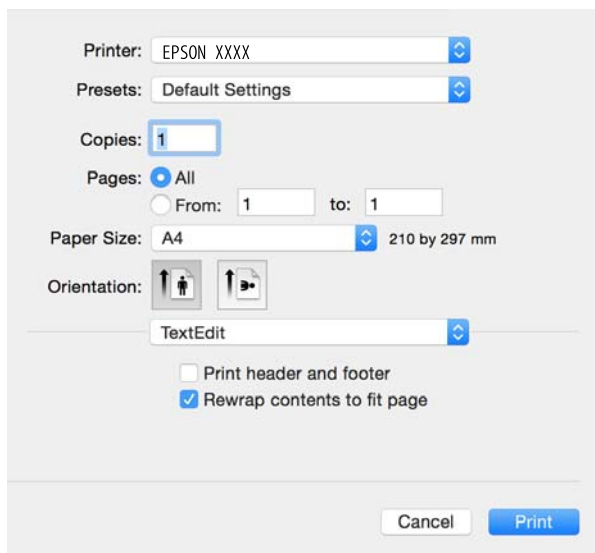 Printer: EPSON XXXX
Presets: Default Settings
Copies: 1
Pages: All
From: 1 to: 1
Paper Size: A4 210 by 297 mm
Orientation:
TextEdit
Print header and footer
Rewrap contents to fit page
Cancel Print